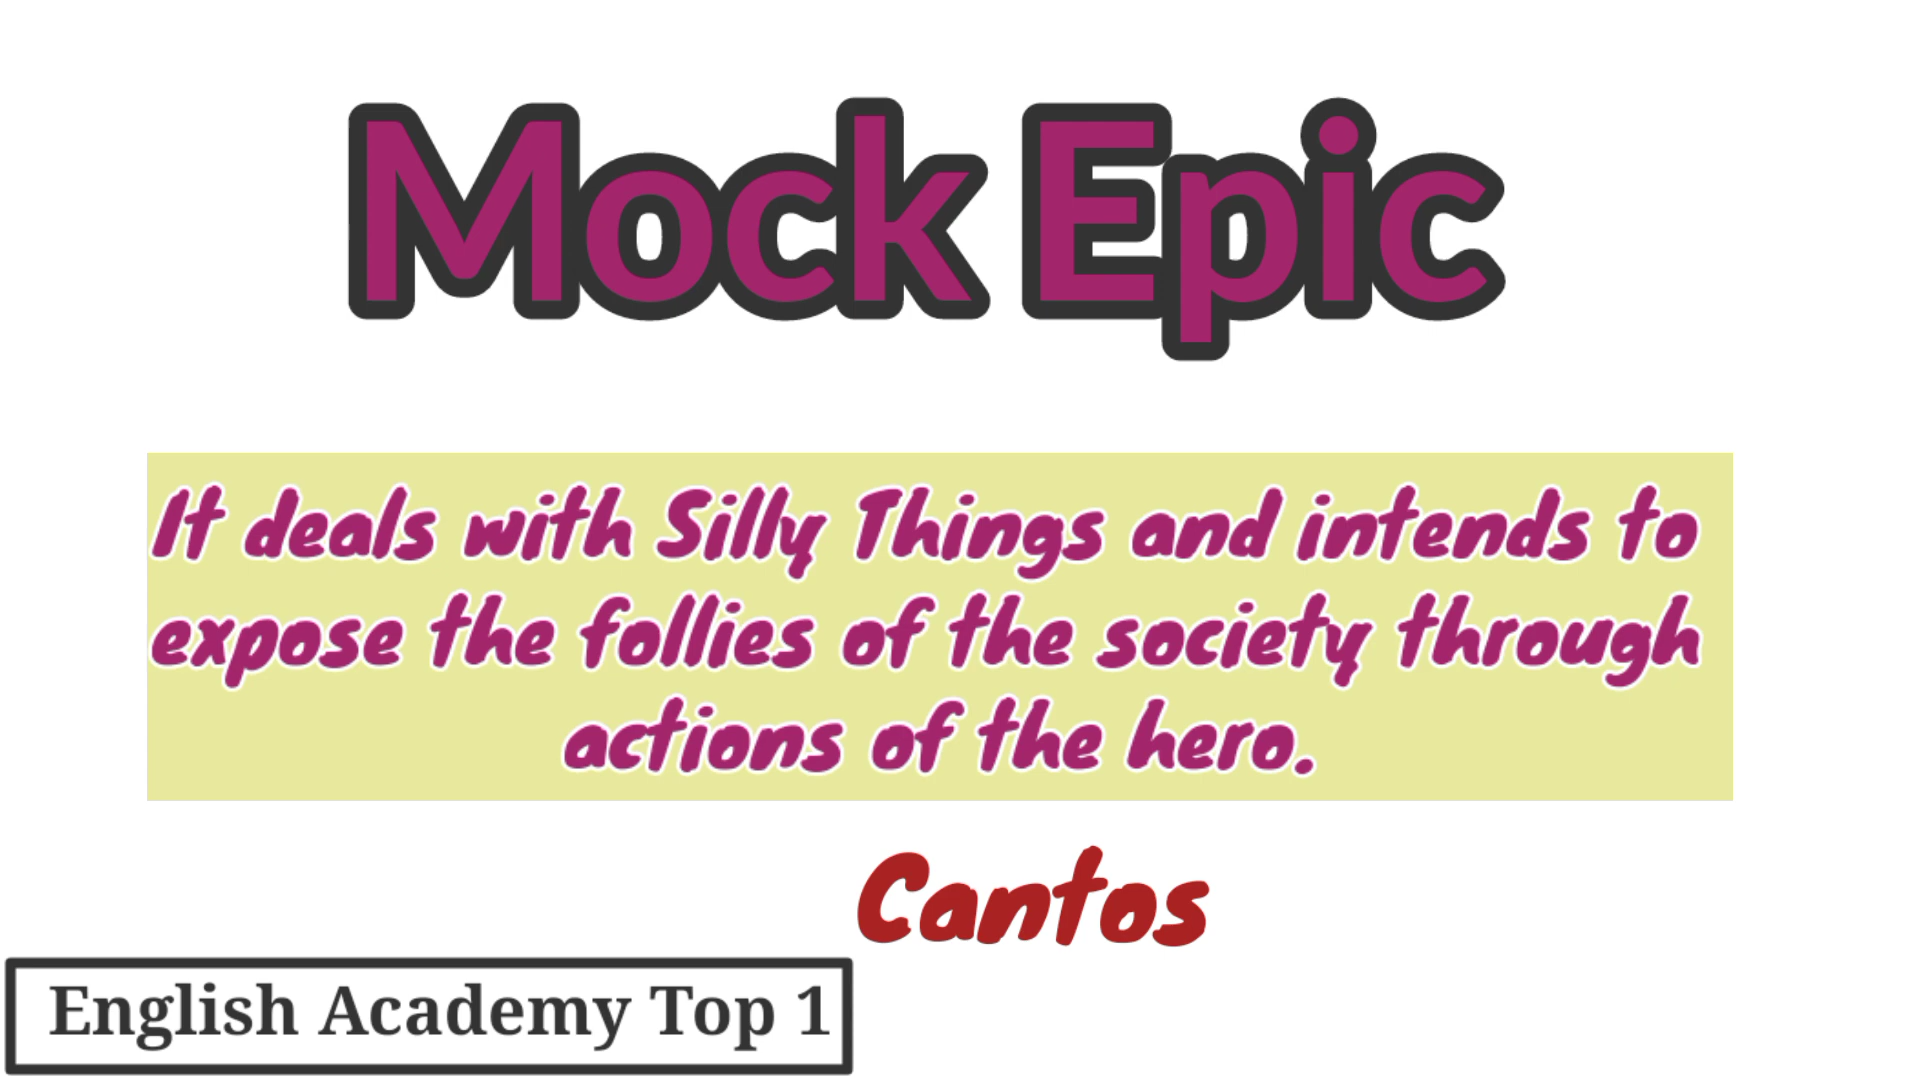 Mock Epic
It deals with Silly Things and intends to
expose the follies of the society through
actions of the hero.
Cantos
English Academy Top 1